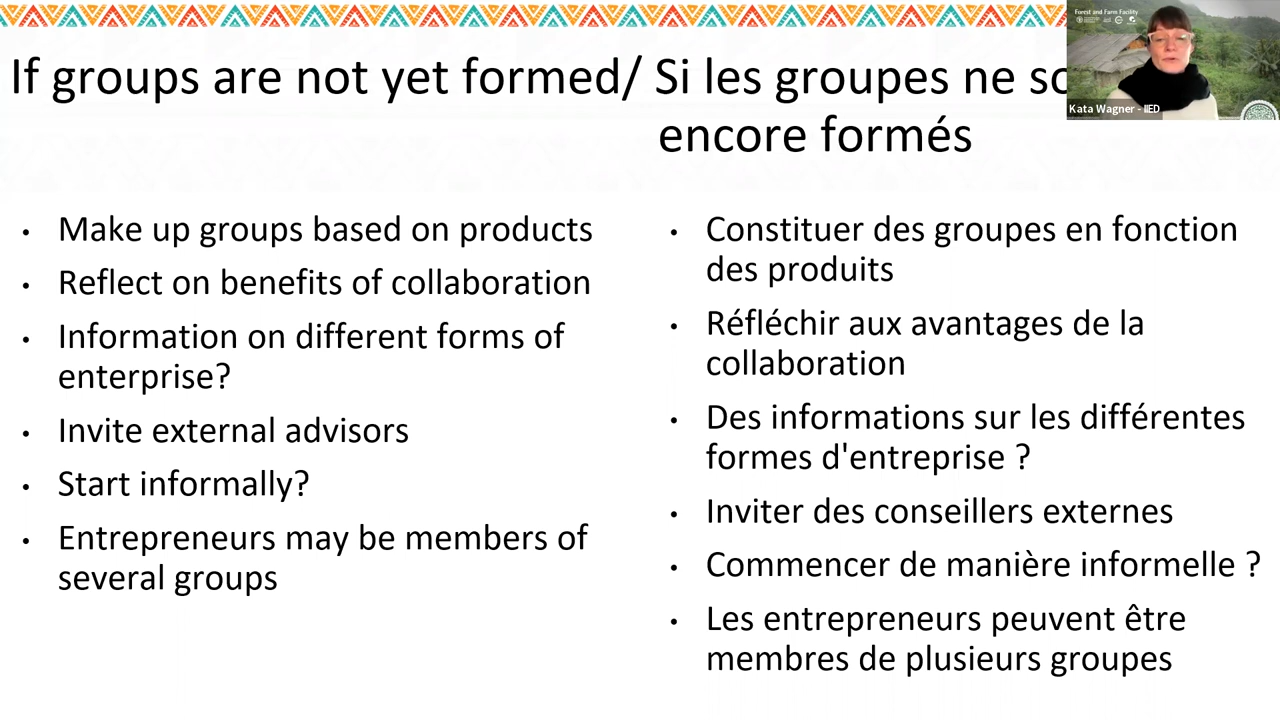 If groups are not yet formed/ Si les groupes ne
encore formés
Forest and Farm Facility
Kata Wagner - IIED
• Make up groups based on products
• Reflect on benefits of collaboration
• Information on different forms of
enterprise?
• Invite external advisors
• Start informally?
• Entrepreneurs may be members of
several groups
• Constituer des groupes en fonction
des produits
• Réfléchir aux avantages de la
collaboration
• Des informations sur les différentes
formes d'entreprise ?
• Inviter des conseillers externes
• Commencer de manière informelle ?
• Les entrepreneurs peuvent être
membres de plusieurs groupes